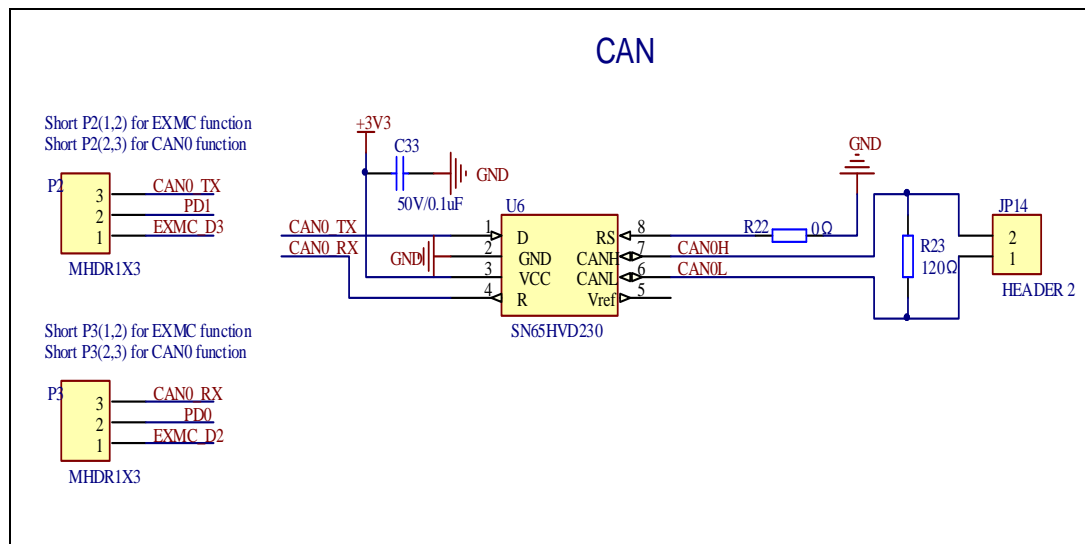 CAN
Short P2(1,2) for EXMC function
Short P2(2,3) for CAN0 function
P2
3
CAN0_TX
2
PD1
1
EXMC_D3
MHDR1X3
Short P3(1,2) for EXMC function
Short P3(2,3) for CAN0 function
P3
3
CAN0_RX
2
PD0
1
EXMC_D2
MHDR1X3
+3V3
C33
GND
50V/0.1uF
CAN0_TX
CAN0_RX
GND
U6
1
D
2
GND
3
VCC
4
R
RS
8
CANH
7
CANL
6
Vref
5
SN65HVD230
CAN0H
CAN0L
R22
0Ω
GND
R23
120Ω
JP14
2
1
HEADER 2